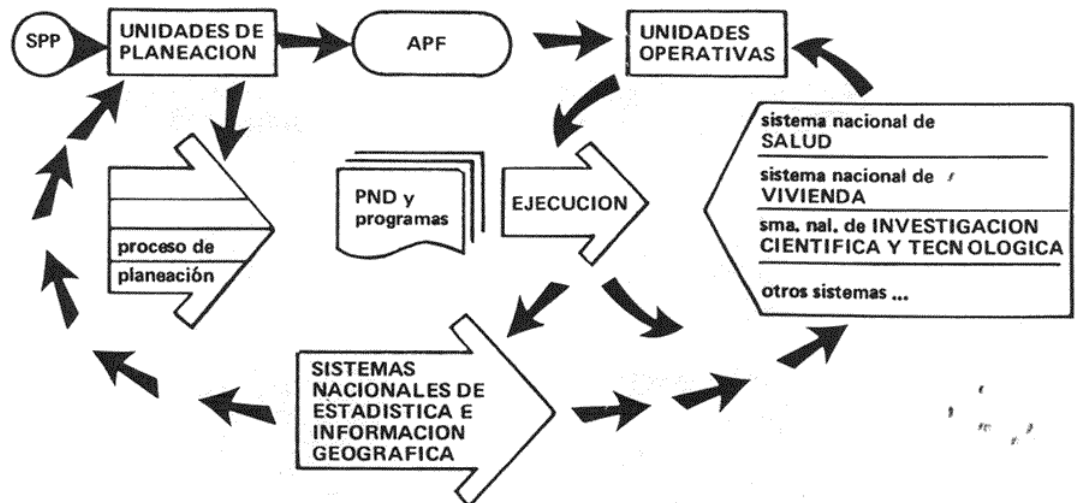 SPP
UNIDADES DE
PLANEACION
APF
UNIDADES
OPERATIVAS
proceso de
planeación
PND y
programas
EJECUCION
sistema nacional de
SALUD
sistema nacional de
VIVIENDA
sma. nal. de INVESTIGACION
CIENTIFICA Y TECNOLOGICA
otros sistemas ...
SISTEMAS
NACIONALES DE
ESTADISTICA E
INFORMACION
GEOGRAFICA